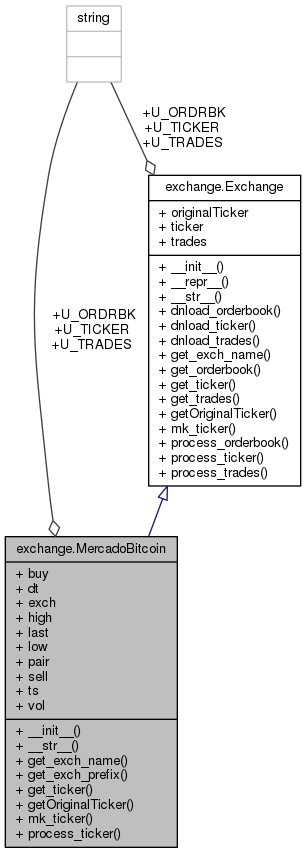 string
+U_ORDRBK
+U_TICKER
+U_TRADES
exchange.Exchange
+ originalTicker
+ ticker
+ trades
+ __init__()
+ __repr__()
+ __str__()
+ dnload_orderbook()
+ dnload_ticker()
+ dnload_trades()
+ get_exch_name()
+ get_orderbook()
+ get_ticker()
+ get_trades()
+ getOriginalTicker()
+ mk_ticker()
+ process_orderbook()
+ process_ticker()
+ process_trades()
+U_ORDRBK
+U_TICKER
+U_TRADES
exchange.MercadoBitcoin
+ buy
+ dt
+ exch
+ high
+ last
+ low
+ pair
+ sell
+ ts
+ vol
+ __init__()
+ __str__()
+ get_exch_name()
+ get_exch_prefix()
+ get_ticker()
+ getOriginalTicker()
+ mk_ticker()
+ process_ticker()